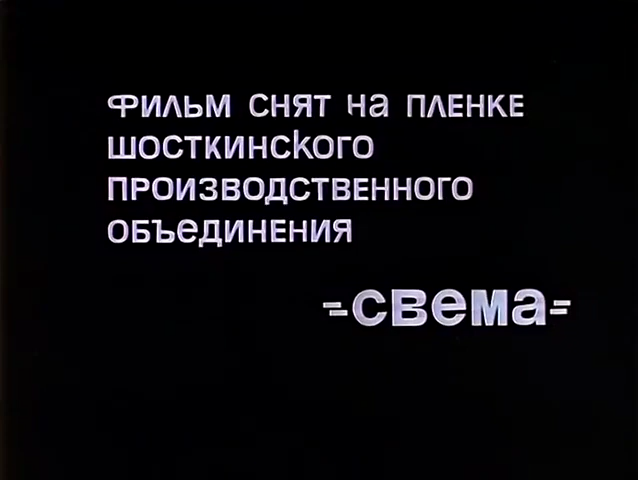 ФИЛЬМ СНЯТ На ПЛЕНКЕ
ШОСТКИНСКОГО
ПРОИЗВОДСТВЕННОГО
ОБЪеДИНЕНИЯ
-СВема-